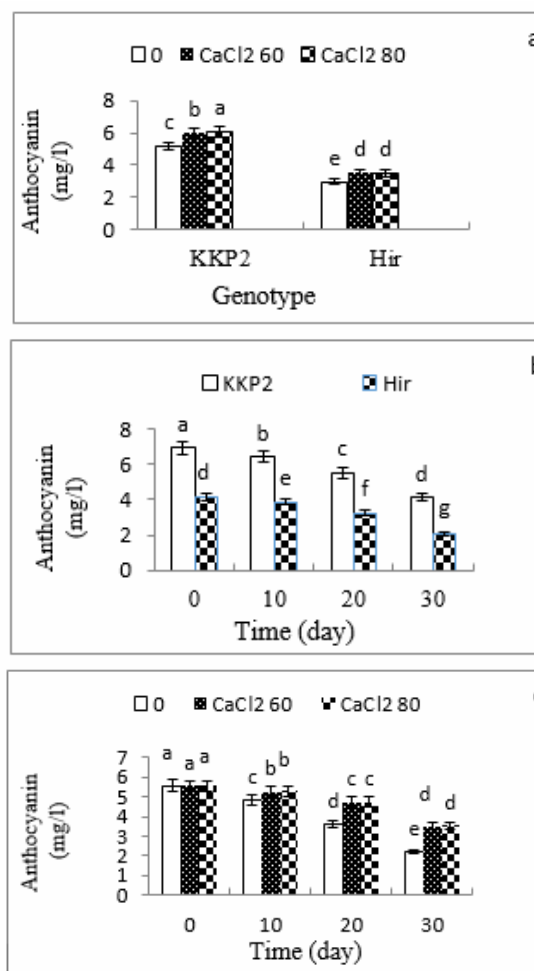 a
0 CaCl2 60 CaCl2 80
Anthocyanin
(mg/l)
8
6
4
2
0
c b a
e d d
KKP2 Hir
Genotype
KKP2 Hir
Anthocyanin
(mg/l)
8
6
4
2
0
a d b e c f d g
0 10 20 30
Time (day)
0 CaCl2 60 CaCl2 80
Anthocyanin
(mg/l)
7
6
5
4
3
2
1
0
a a a c b b d c c e d d
0 10 20 30
Time (day)